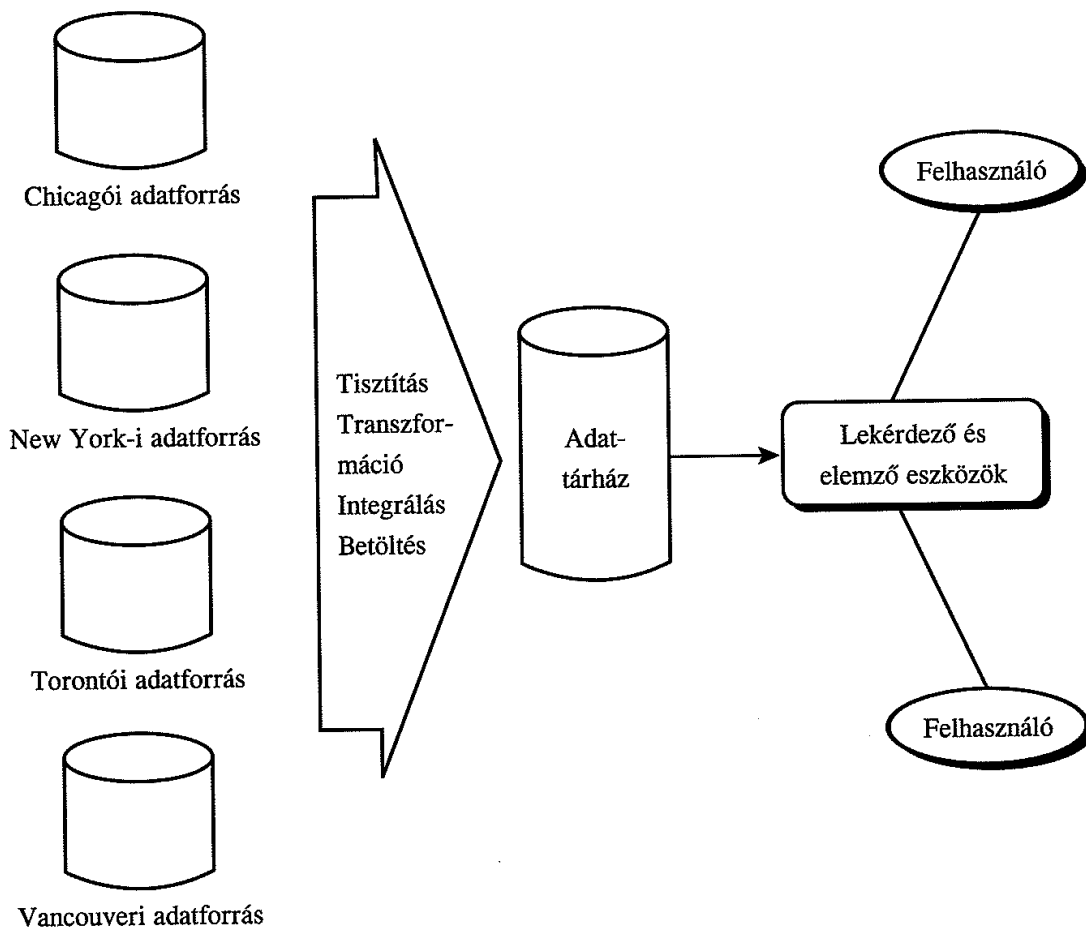 Chicagói adatforrás
New York-i adatforrás
Torontói adatforrás
Vancouveri adatforrás
Tisztítás
Transzfor-
máció
Integrálás
Betöltés
Adat-
tárház
Lekérdező és
elemző eszközök
Felhasználó
Felhasználó